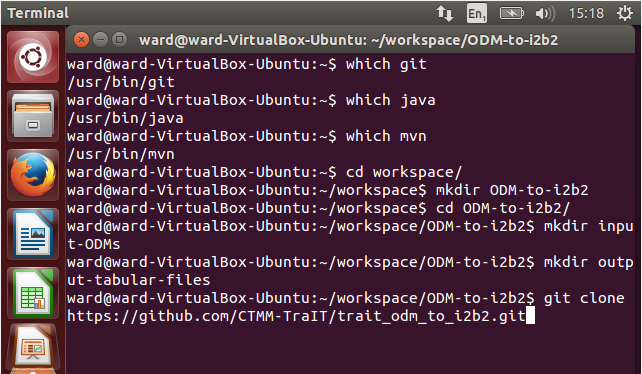 Terminal
En1
15:18
ward@ward-VirtualBox-Ubuntu: ~/workspace/ODM-to-i2b2
ward@ward-VirtualBox-Ubuntu:~$ which git
/usr/bin/git
ward@ward-VirtualBox-Ubuntu:~$ which java
/usr/bin/java
ward@ward-VirtualBox-Ubuntu:~$ which mvn
/usr/bin/mvn
ward@ward-VirtualBox-Ubuntu:~$ cd workspace/
ward@ward-VirtualBox-Ubuntu:~/workspace$ mkdir ODM-to-i2b2
ward@ward-VirtualBox-Ubuntu:~/workspace$ cd ODM-to-i2b2/
ward@ward-VirtualBox-Ubuntu:~/workspace/ODM-to-i2b2$ mkdir inpu
t-ODMs
ward@ward-VirtualBox-Ubuntu:~/workspace/ODM-to-i2b2$ mkdir outp
ut-tabular-files
ward@ward-VirtualBox-Ubuntu:~/workspace/ODM-to-i2b2$ git clone
https://github.com/CTMM-TraIT/trait_odm_to_i2b2.git